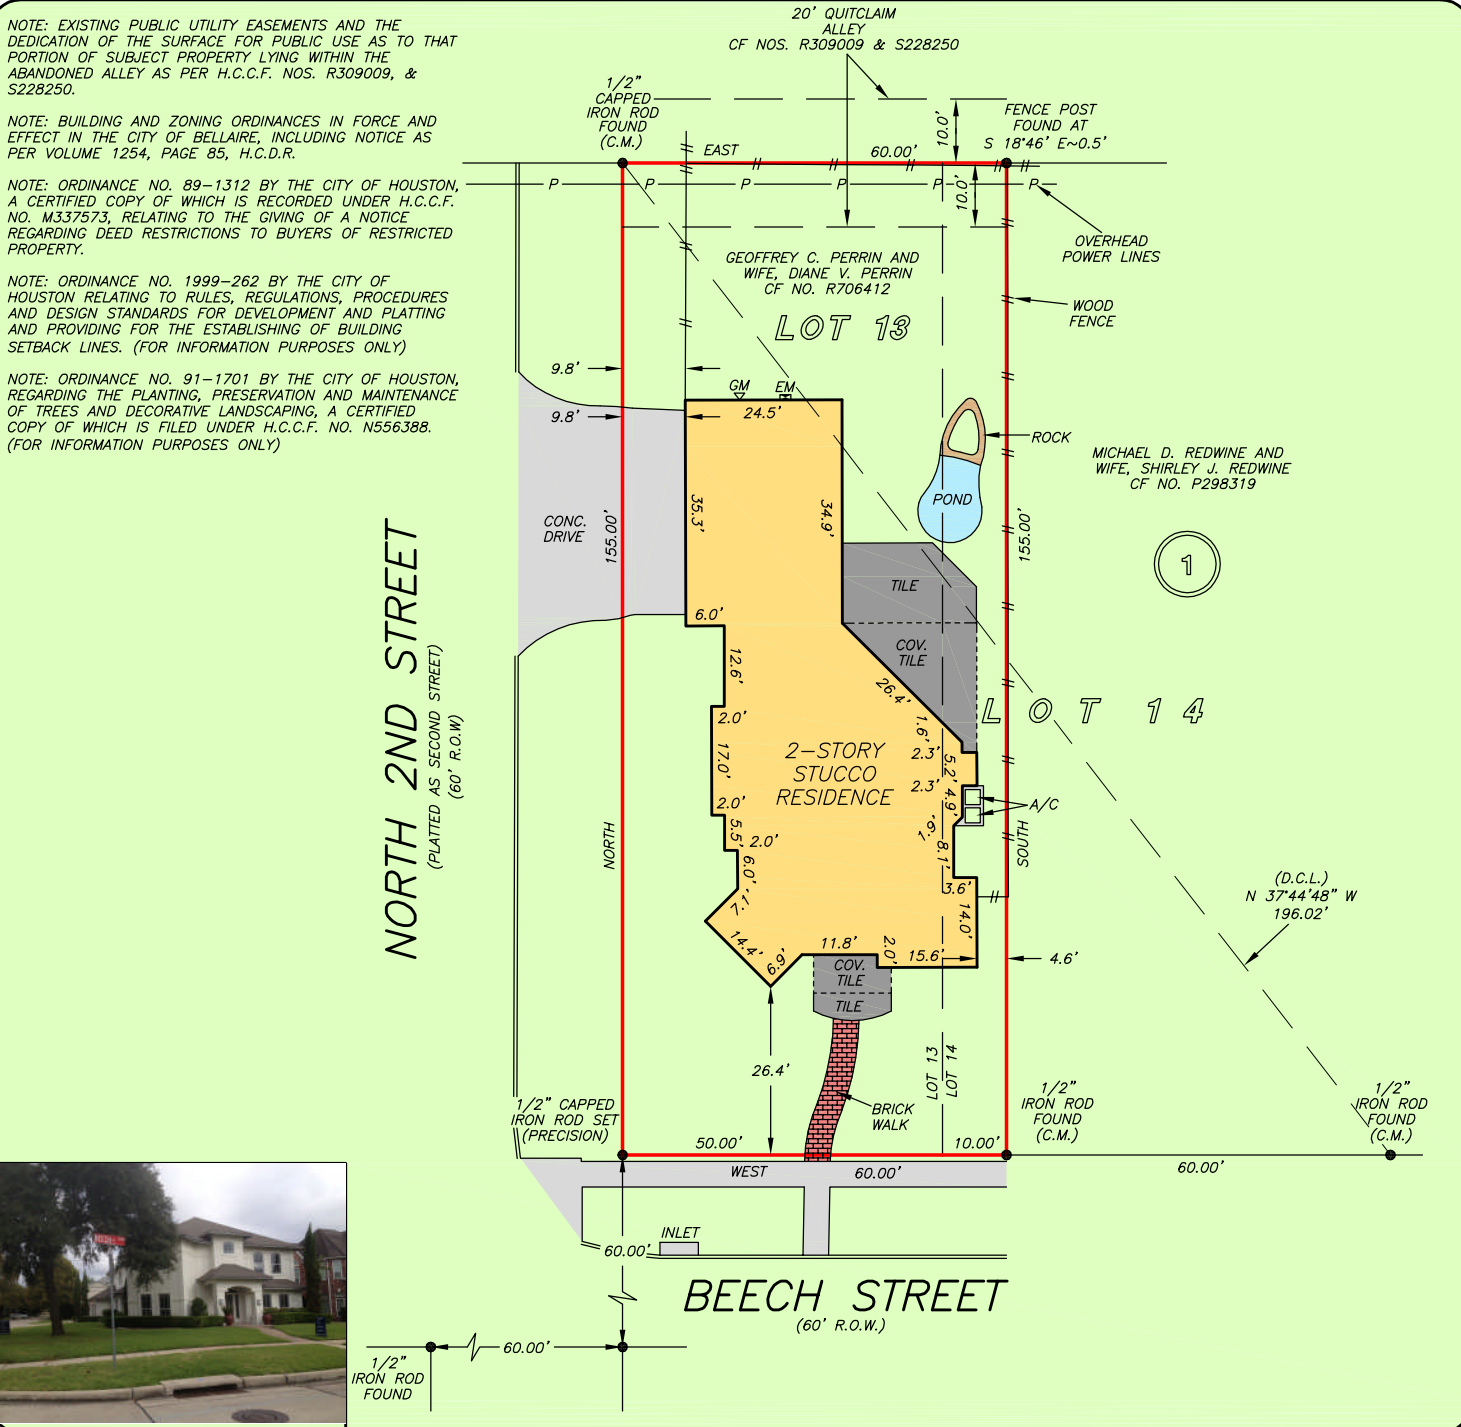 NOTE: EXISTING PUBLIC UTILITY EASEMENTS AND THE
DEDICATION OF THE SURFACE FOR PUBLIC USE AS TO THAT
PORTION OF SUBJECT PROPERTY LYING WITHIN THE
ABANDONED ALLEY AS PER H.C.C.F. NOS. R309009, &
S228250.
NOTE: BUILDING AND ZONING ORDINANCES IN FORCE AND
EFFECT IN THE CITY OF BELLAIRE, INCLUDING NOTICE AS
PER VOLUME 1254, PAGE 85, H.C.D.R.
NOTE: ORDINANCE NO. 89-1312 BY THE CITY OF HOUSTON,
A CERTIFIED COPY OF WHICH IS RECORDED UNDER H.C.C.F.
NO. M337573, RELATING TO THE GIVING OF A NOTICE
REGARDING DEED RESTRICTIONS TO BUYERS OF RESTRICTED
PROPERTY.
NOTE: ORDINANCE NO. 1999-262 BY THE CITY OF
HOUSTON RELATING TO RULES, REGULATIONS, PROCEDURES
AND DESIGN STANDARDS FOR DEVELOPMENT AND PLATTING
AND PROVIDING FOR THE ESTABLISHING OF BUILDING
SETBACK LINES. (FOR INFORMATION PURPOSES ONLY)
NOTE: ORDINANCE NO. 91-1701 BY THE CITY OF HOUSTON,
REGARDING THE PLANTING, PRESERVATION AND MAINTENANCE
OF TREES AND DECORATIVE LANDSCAPING, A CERTIFIED
COPY OF WHICH IS FILED UNDER H.C.C.F. NO. N556388.
(FOR INFORMATION PURPOSES ONLY)
20' QUITCLAIM
ALLEY
CF NOS. R309009 & S228250
1/2"
CAPPED
IRON ROD
FOUND
(C.M.)
10.0'
FENCE POST
FOUND AT
S 18°46' E~0.5'
EAST
60.00'
P
P
P
P
P
P
10.0'
OVERHEAD
POWER LINES
GEOFFREY C. PERRIN AND
WIFE, DIANE V. PERRIN
CF NO. R706412
LOT 13
WOOD
FENCE
9.8'
9.8'
GM
EM
24.5'
ROCK
POND
MICHAEL D. REDWINE AND
WIFE, SHIRLEY J. REDWINE
CF NO. P298319
1
CONC.
DRIVE
155.00'
35.3'
34.9'
155.00'
TILE
COV.
TILE
6.0'
12.6'
26.4'
LOT 14
NORTH 2ND STREET
(PLATTED AS SECOND STREET)
(60' R.O.W)
2.0'
17.0'
2.0'
5.5'
2.0'
6.0'
7.1'
14.4'
6.9'
2-STORY
STUCCO
RESIDENCE
1.6'
2.3'
5.2'
2.3'
4.9'
1.9'
8.1'
3.6'
14.0'
A/C
NORTH
SOUTH
(D.C.L.)
N 37°44'48" W
196.02'
11.8'
2.0'
15.6'
4.6'
COV.
TILE
TILE
26.4'
LOT 13
LOT 14
BRICK
WALK
1/2" CAPPED
IRON ROD SET
(PRECISION)
1/2"
IRON ROD
FOUND
(C.M.)
1/2"
IRON ROD
FOUND
(C.M.)
50.00'
10.00'
WEST
60.00'
60.00'
INLET
60.00'
BEECH STREET
(60' R.O.W.)
60.00'
1/2"
IRON ROD
FOUND